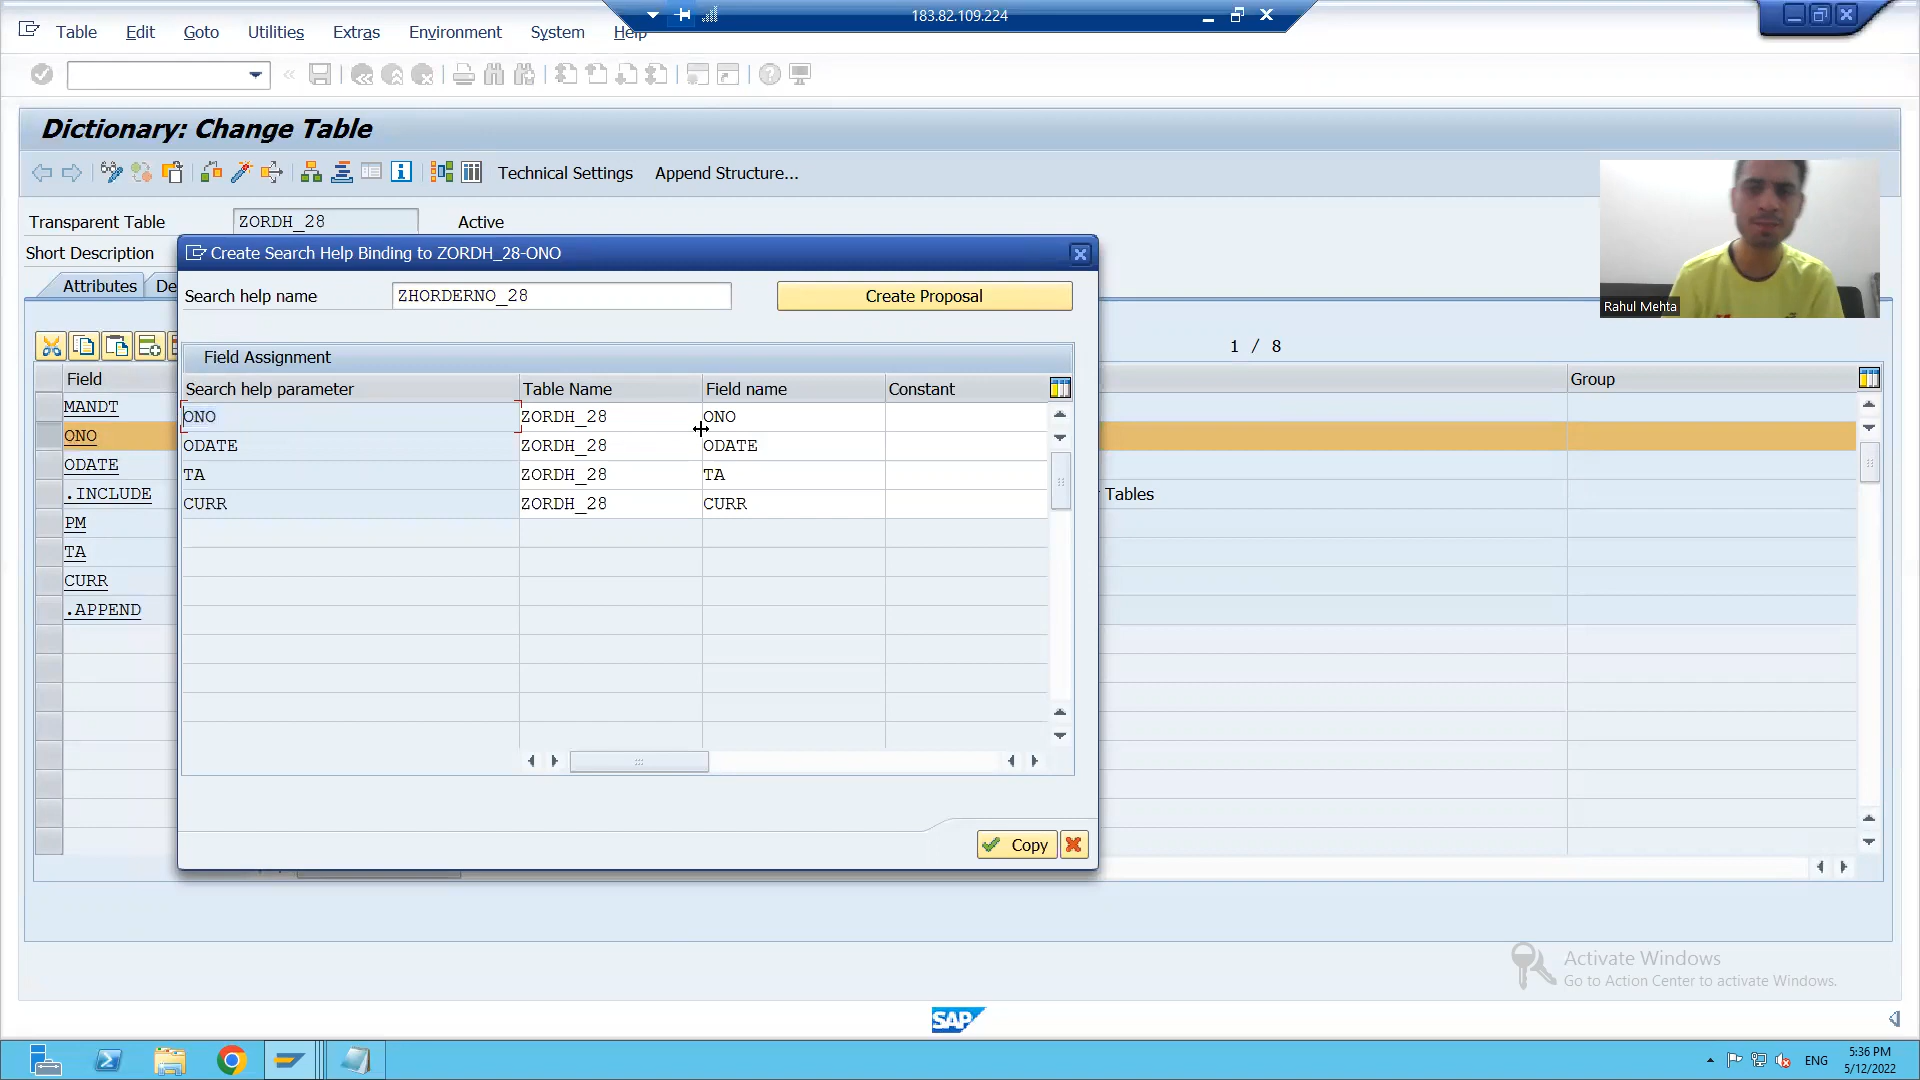 183.82.109.224
Table Edit Goto Utilities Extras Environment System Help
Dictionary: Change Table
Technical Settings Append Structure...
Transparent Table ZORDH_28 Active
Short Description
Create Search Help Binding to ZORDH_28-ONO
Attributes De
Search help name ZHORDERNO_28 Create Proposal
Rahul Mehta
1 / 8
Field Assignment
Field Group
Search help parameter Table Name Field name Constant
MANDT
ONO ZORDH_28 ONO
ONO
ODATE ZORDH_28 ODATE
ODATE
TA ZORDH_28 TA
.INCLUDE Tables
CURR ZORDH_28 CURR
PM
TA
CURR
.APPEND
Copy
Activate Windows
Go to Action Center to activate Windows.
SAP
ENG
5:36 PM
5/12/2022